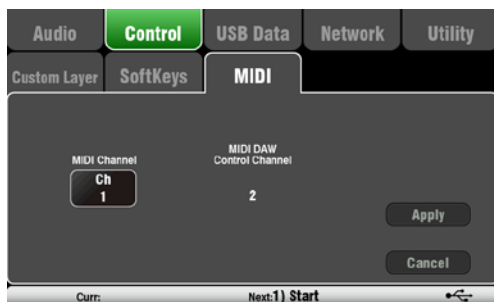 Audio Control USB Data Network Utility
Custom Layer SoftKeys MIDI
MIDI DAW
MIDI Channel Control Channel
Ch
1 2
Apply
Cancel
Curr: Next:1) Start